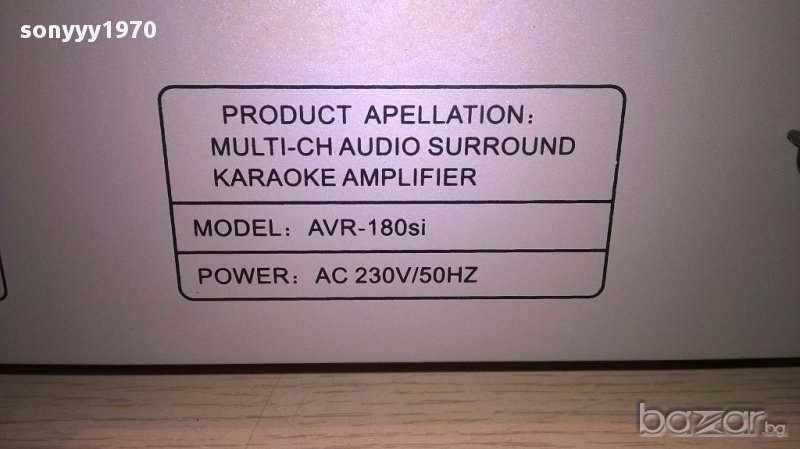 sonyyy1970
PRODUCT APELLATION:
MULTI-CH AUDIO SURROUND
KARAOKE AMPLIFIER
MODEL: AVR-180si
POWER: AC 230V/50HZ
bazar.bg